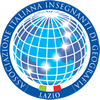 ASSOCIAZIONE ITALIANA INSEGNANTI DI GEOGRAFIA
LAZIO